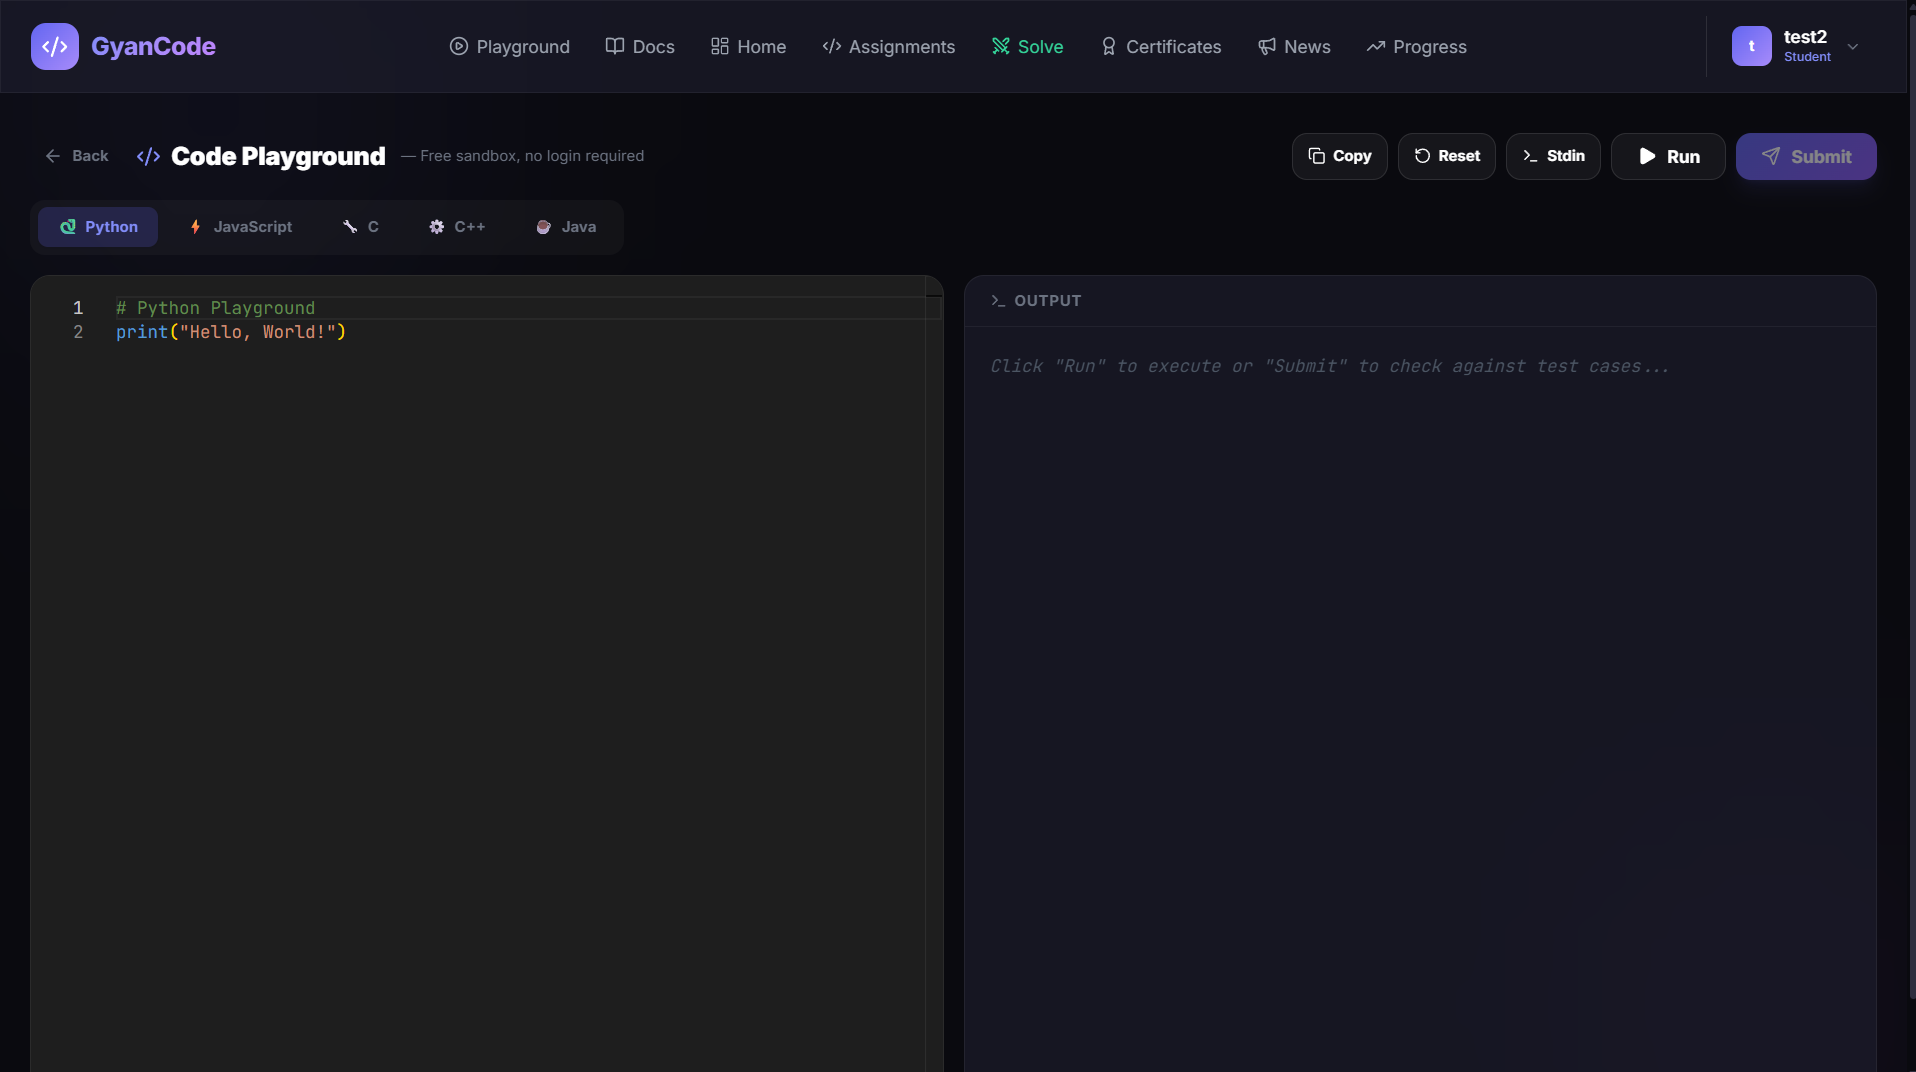 GyanCode
Playground
Docs
Home
Assignments
Solve
Certificates
News
Progress
t
test2
Student
Back
Code Playground
— Free sandbox, no login required
Copy
Reset
Stdin
Run
Submit
Python
JavaScript
C
C++
Java
1 # Python Playground
2 print("Hello, World!")
OUTPUT
Click "Run" to execute or "Submit" to check against test cases...